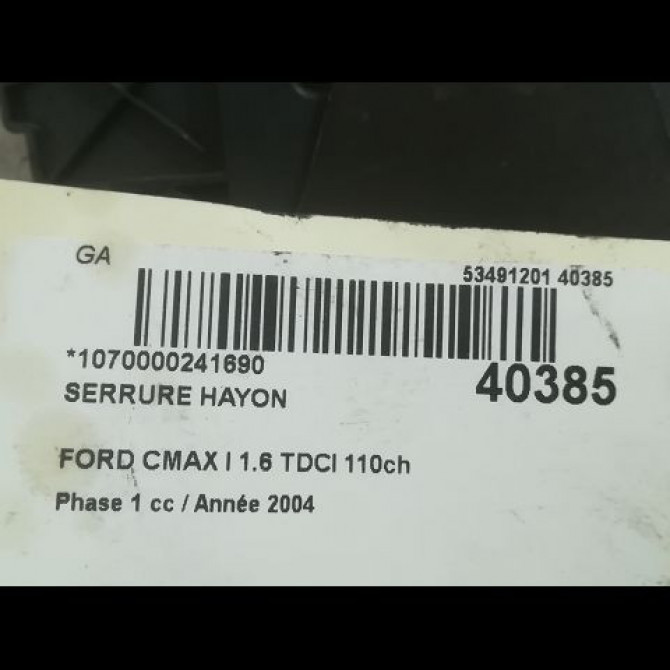 GA
53491201 40385
*1070000241690
40385
SERRURE HAYON
FORD CMAX I 1.6 TDCI 110ch
Phase 1 cc / Année 2004